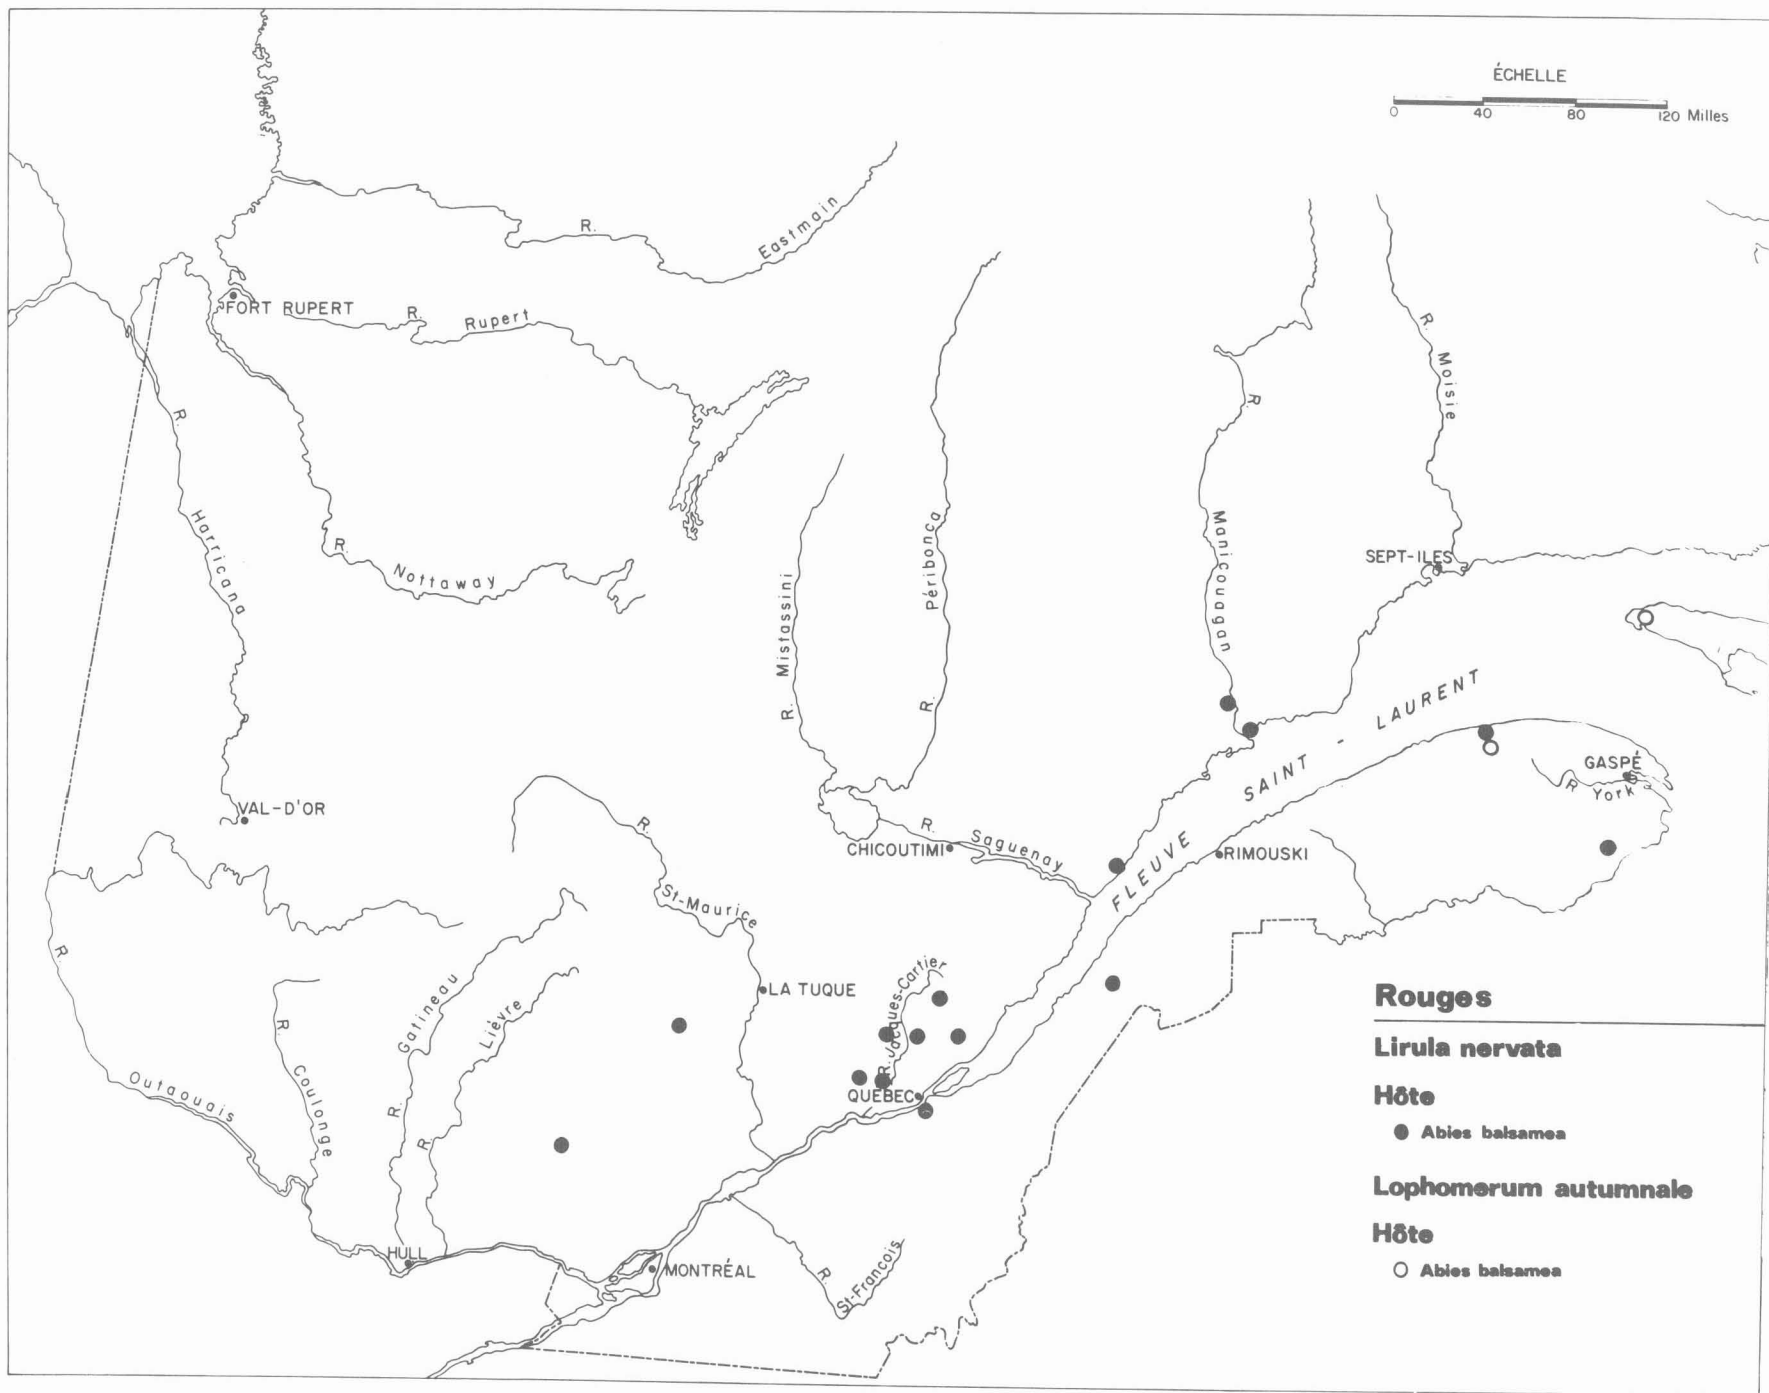 ÉCHELLE
0 40 80 120 Milles
R. Eastmain
FORT RUPERT
R. Rupert
R. Moisie
R. Harricana
R. Manicouagan
R. Nottaway
R. Péribonca
R. Mistassini
SEPT-ILES
FLEUVE SAINT - LAURENT
GASPÉ
R. York
VAL-D'OR
CHICOUTIMI
R. Saguenay
RIMOUSKI
R. St-Maurice
LA TUQUE
R. Jacques-Cartier
R. Gatineau
R. Lièvre
R. Coulonge
R. Outaouais
QUÉBEC
HULL
MONTRÉAL
R. St-Francois
Rouges
Lirula nervata
Hôte
Abies balsamea
Lophomerum autumnale
Hôte
Abies balsamea